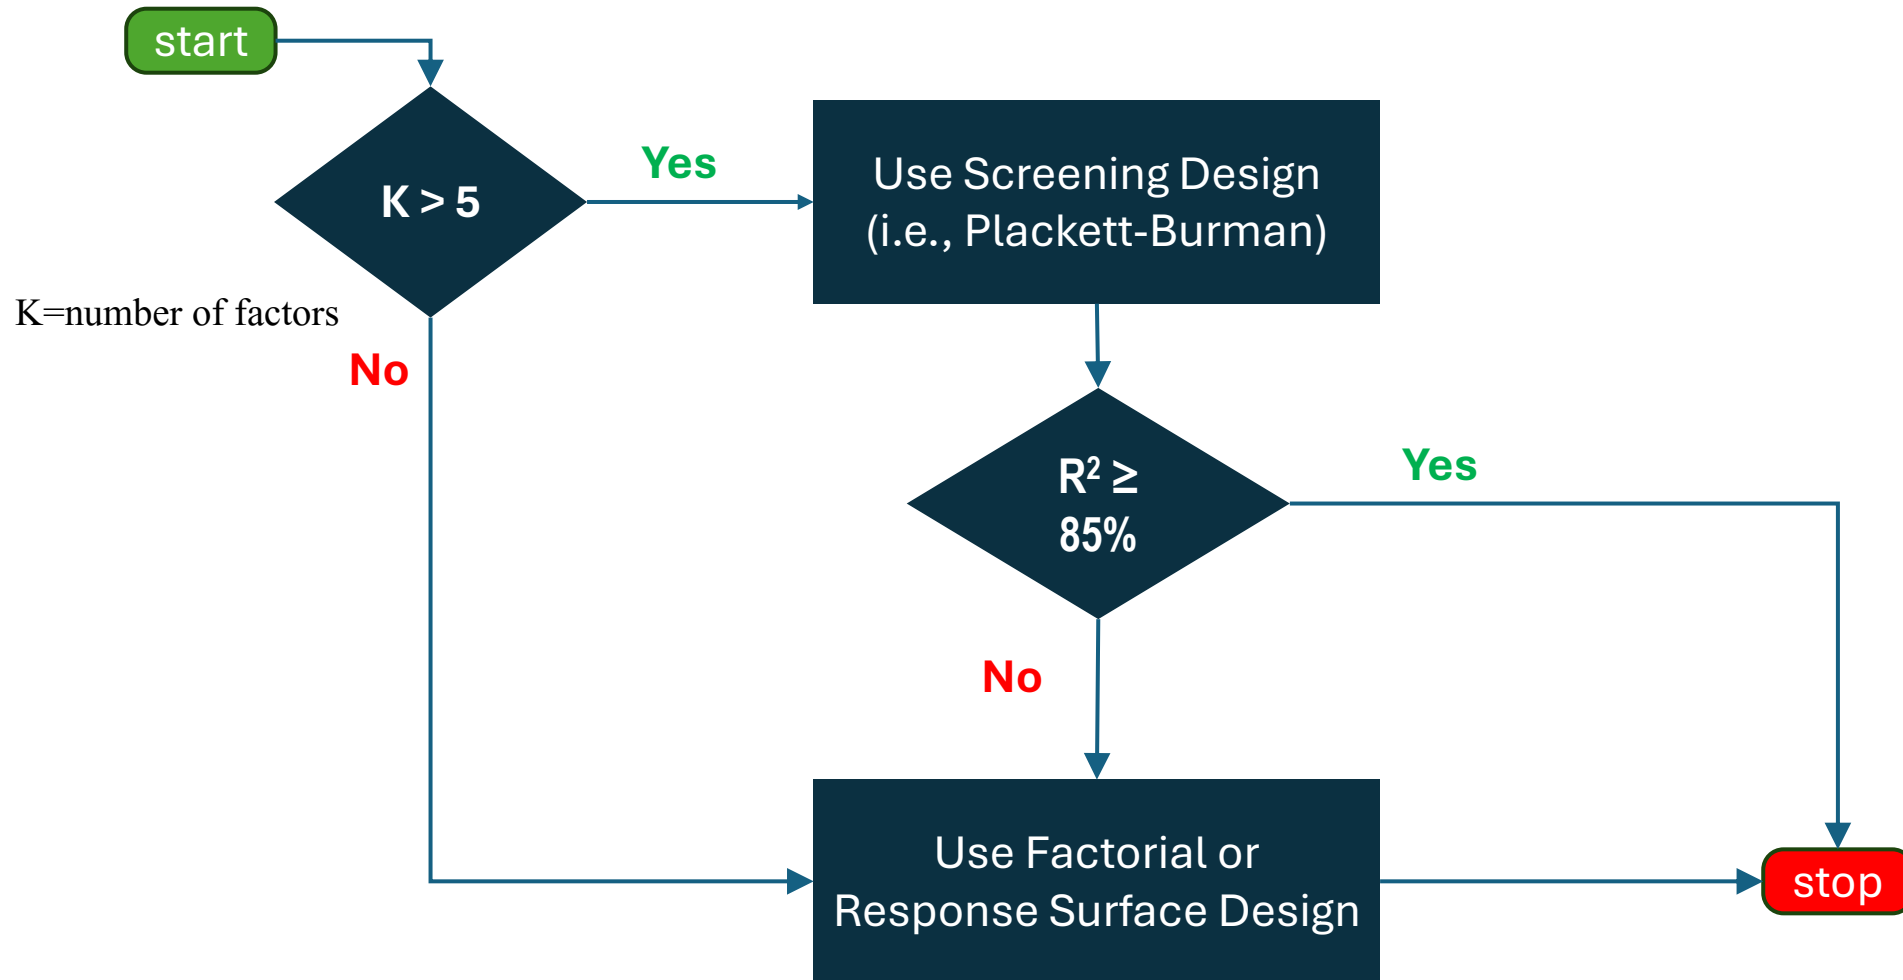 start
K > 5
Yes
Use Screening Design
(i.e., Plackett-Burman)
K=number of factors
No
R² ≥
85%
Yes
No
Use Factorial or
Response Surface Design
stop